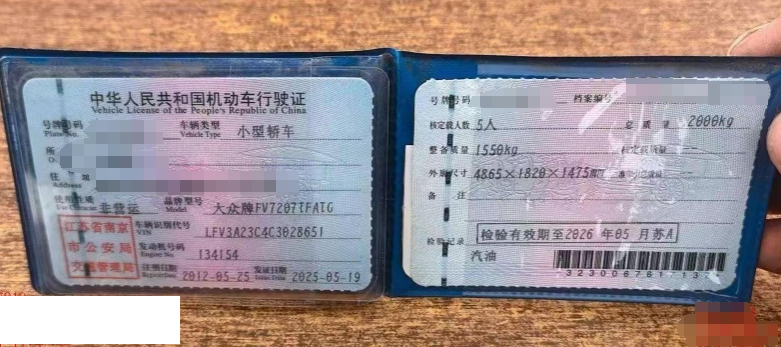 中华人民共和国机动车行驶证
Vehicle License of the People's Republic of China
号牌号码
Plate No.
车辆类型
Vehicle Type
小型轿车
所
住 址
Address
使用性质
Use Character
非营运
品牌型号
Model
大众牌FV7207TFATG
江苏省南京
市公安局
交通管理局
车辆识别代号
VIN
LFV3A23C4C3028651
发动机号码
Engine No.
134154
注册日期
Register Date
2012-05-25
发证日期
Issue Date
2025-05-19
号牌号码
档案编号
核定载人数
5人
总质量
2000kg
整备质量
1550kg
核定载质量
外廓尺寸
4865×1820×1475mm
备 注
检验记录
检验有效期至2026年05月苏A
汽油